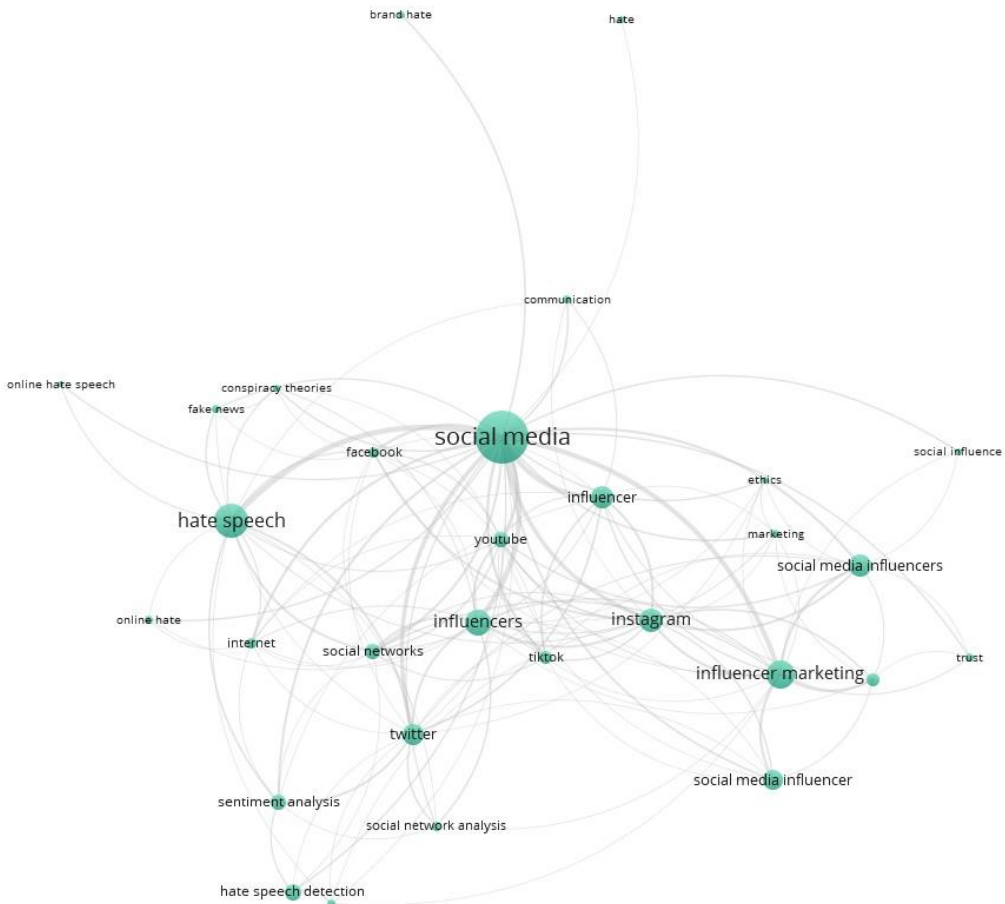 brand hate
hate
communication
online hate speech
conspiracy theories
fake news
social media
facebook
social influence
ethics
influencer
hate speech
marketing
youtube
social media influencers
online hate
influencers
instagram
internet
social networks
tiktok
trust
influencer marketing
twitter
social media influencer
sentiment analysis
social network analysis
hate speech detection